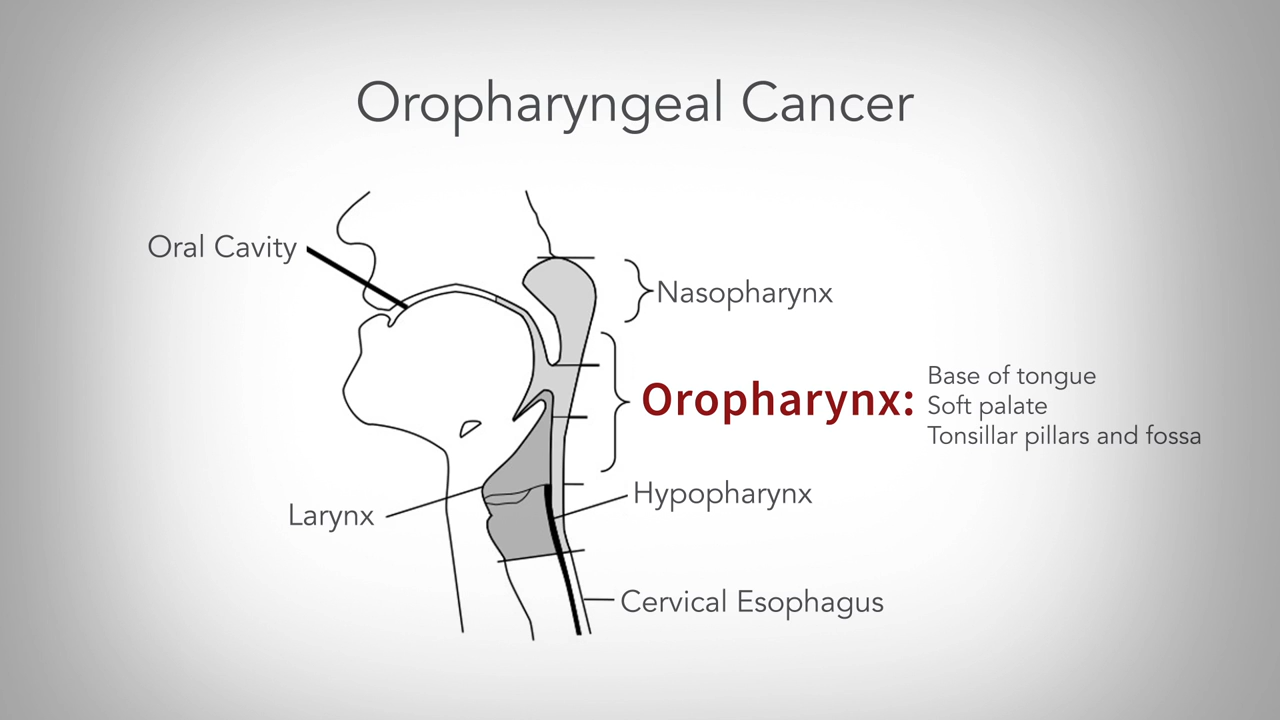 Oropharyngeal Cancer
Oral Cavity
Nasopharynx
Oropharynx:
Base of tongue
Soft palate
Tonsillar pillars and fossa
Hypopharynx
Larynx
Cervical Esophagus